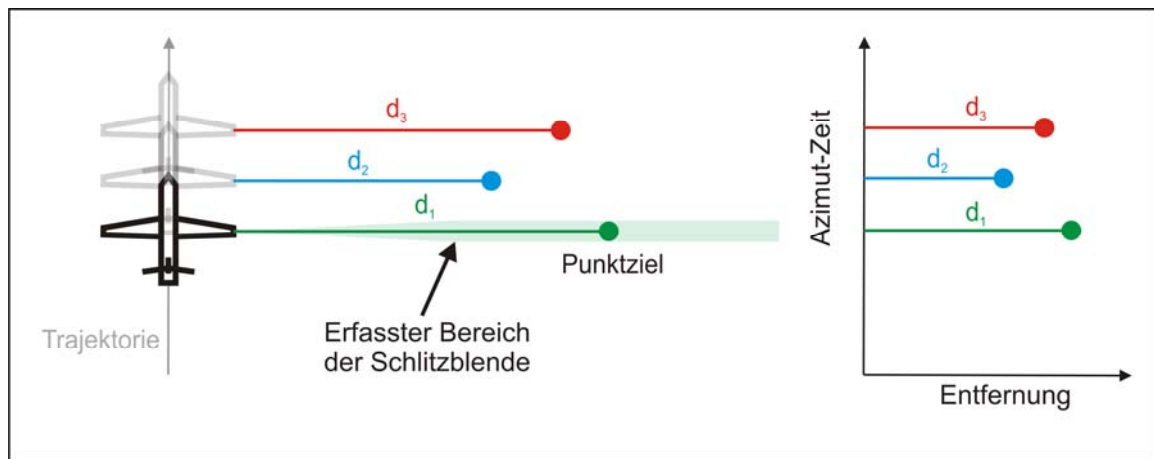 d3
d2
d1
Punktziel
Erfasster Bereich
der Schlitzblende
Trajektorie
d3
d2
d1
Azimut-Zeit
Entfernung